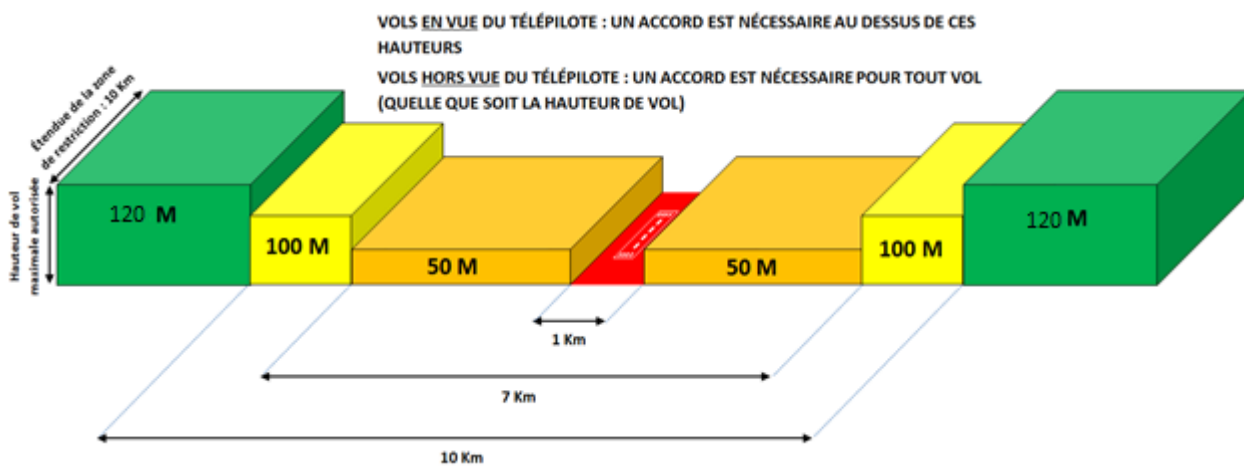 VOLS EN VUE DU TÉLÉPILOTE : UN ACCORD EST NÉCESSAIRE AU DESSUS DE CES
HAUTEURS
VOLS HORS VUE DU TÉLÉPILOTE : UN ACCORD EST NÉCESSAIRE POUR TOUT VOL
(QUELLE QUE SOIT LA HAUTEUR DE VOL)
Étendue de la zone
de restriction : 10 Km
Hauteur de vol
maximale autorisée
120 M
100 M
50 M
50 M
100 M
120 M
1 Km
7 Km
10 Km